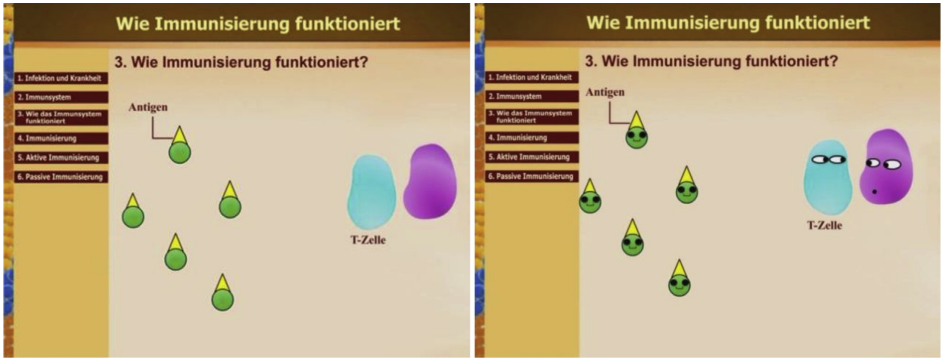 Wie Immunisierung funktioniert
3. Wie Immunisierung funktioniert?
1. Infektion und Krankheit
2. Immunsystem
3. Wie das Immunsystem
funktioniert
4. Immunisierung
5. Aktive Immunisierung
6. Passive Immunisierung
Antigen
T-Zelle
Wie Immunisierung funktioniert
3. Wie Immunisierung funktioniert?
1. Infektion und Krankheit
2. Immunsystem
3. Wie das Immunsystem
funktioniert
4. Immunisierung
5. Aktive Immunisierung
6. Passive Immunisierung
Antigen
T-Zelle